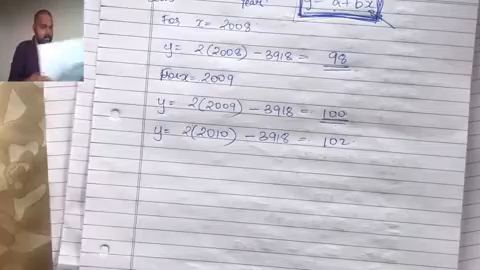 year.
y = a + bx
For x = 2008
y = 2(2008) - 3918 = 98
For x = 2009
y = 2(2009) - 3918 = 100
y = 2(2010) - 3918 = 102